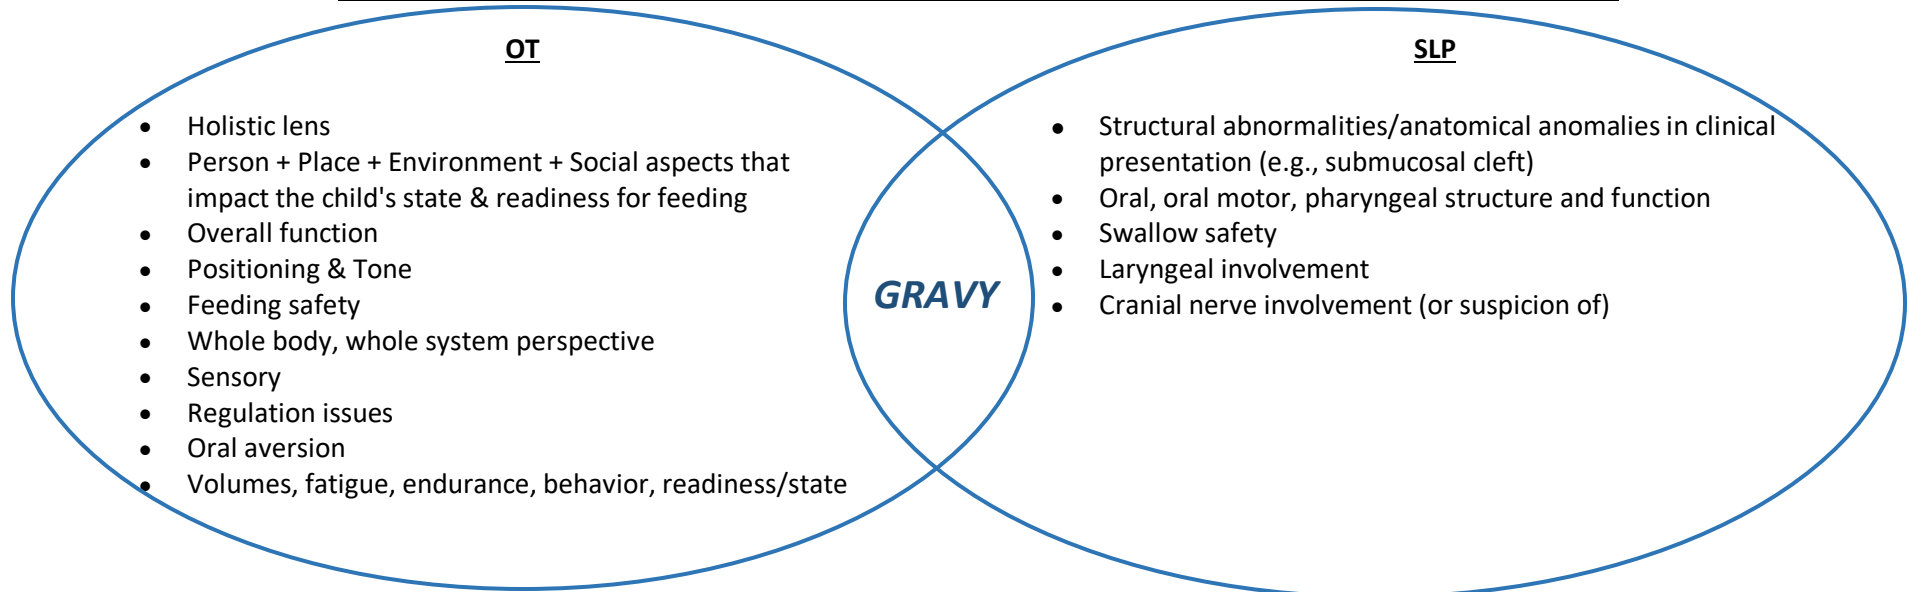 OT
• Holistic lens
• Person + Place + Environment + Social aspects that
impact the child's state & readiness for feeding
• Overall function
• Positioning & Tone
• Feeding safety
• Whole body, whole system perspective
• Sensory
• Regulation issues
• Oral aversion
• Volumes, fatigue, endurance, behavior, readiness/state
GRAVY
SLP
• Structural abnormalities/anatomical anomalies in clinical
presentation (e.g., submucosal cleft)
• Oral, oral motor, pharyngeal structure and function
• Swallow safety
• Laryngeal involvement
• Cranial nerve involvement (or suspicion of)